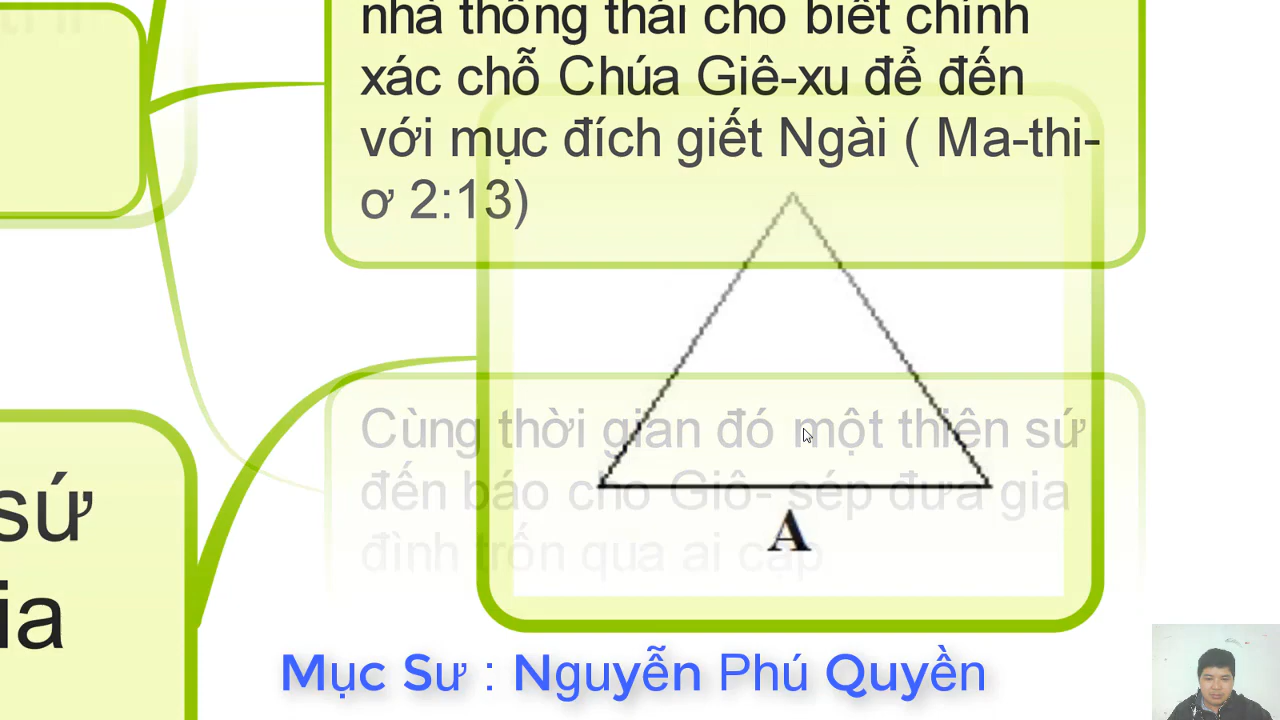 nhà thông thái cho biết chính
xác chỗ Chúa Giê-xu để đến
với mục đích giết Ngài ( Ma-thi-
ơ 2:13)
Cùng thời gian đó một thiên sứ
đến báo cho Giô- sép đưa gia
đình trốn qua ai cập
A
sứ
ia
Mục Sư : Nguyễn Phú Quyền